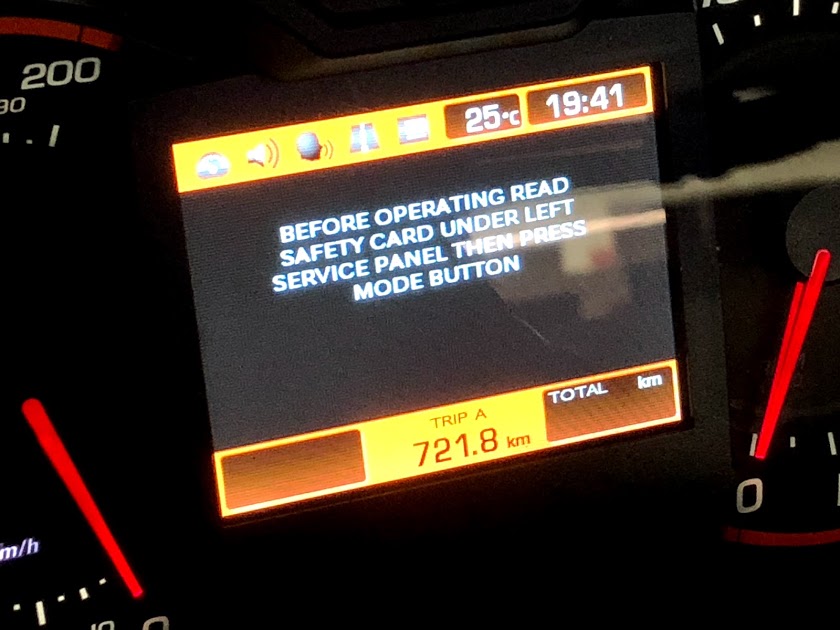 200
25°C 19:41
BEFORE OPERATING READ
SAFETY CARD UNDER LEFT
SERVICE PANEL THEN PRESS
MODE BUTTON
TRIP A
721.8 km
TOTAL km
0
0